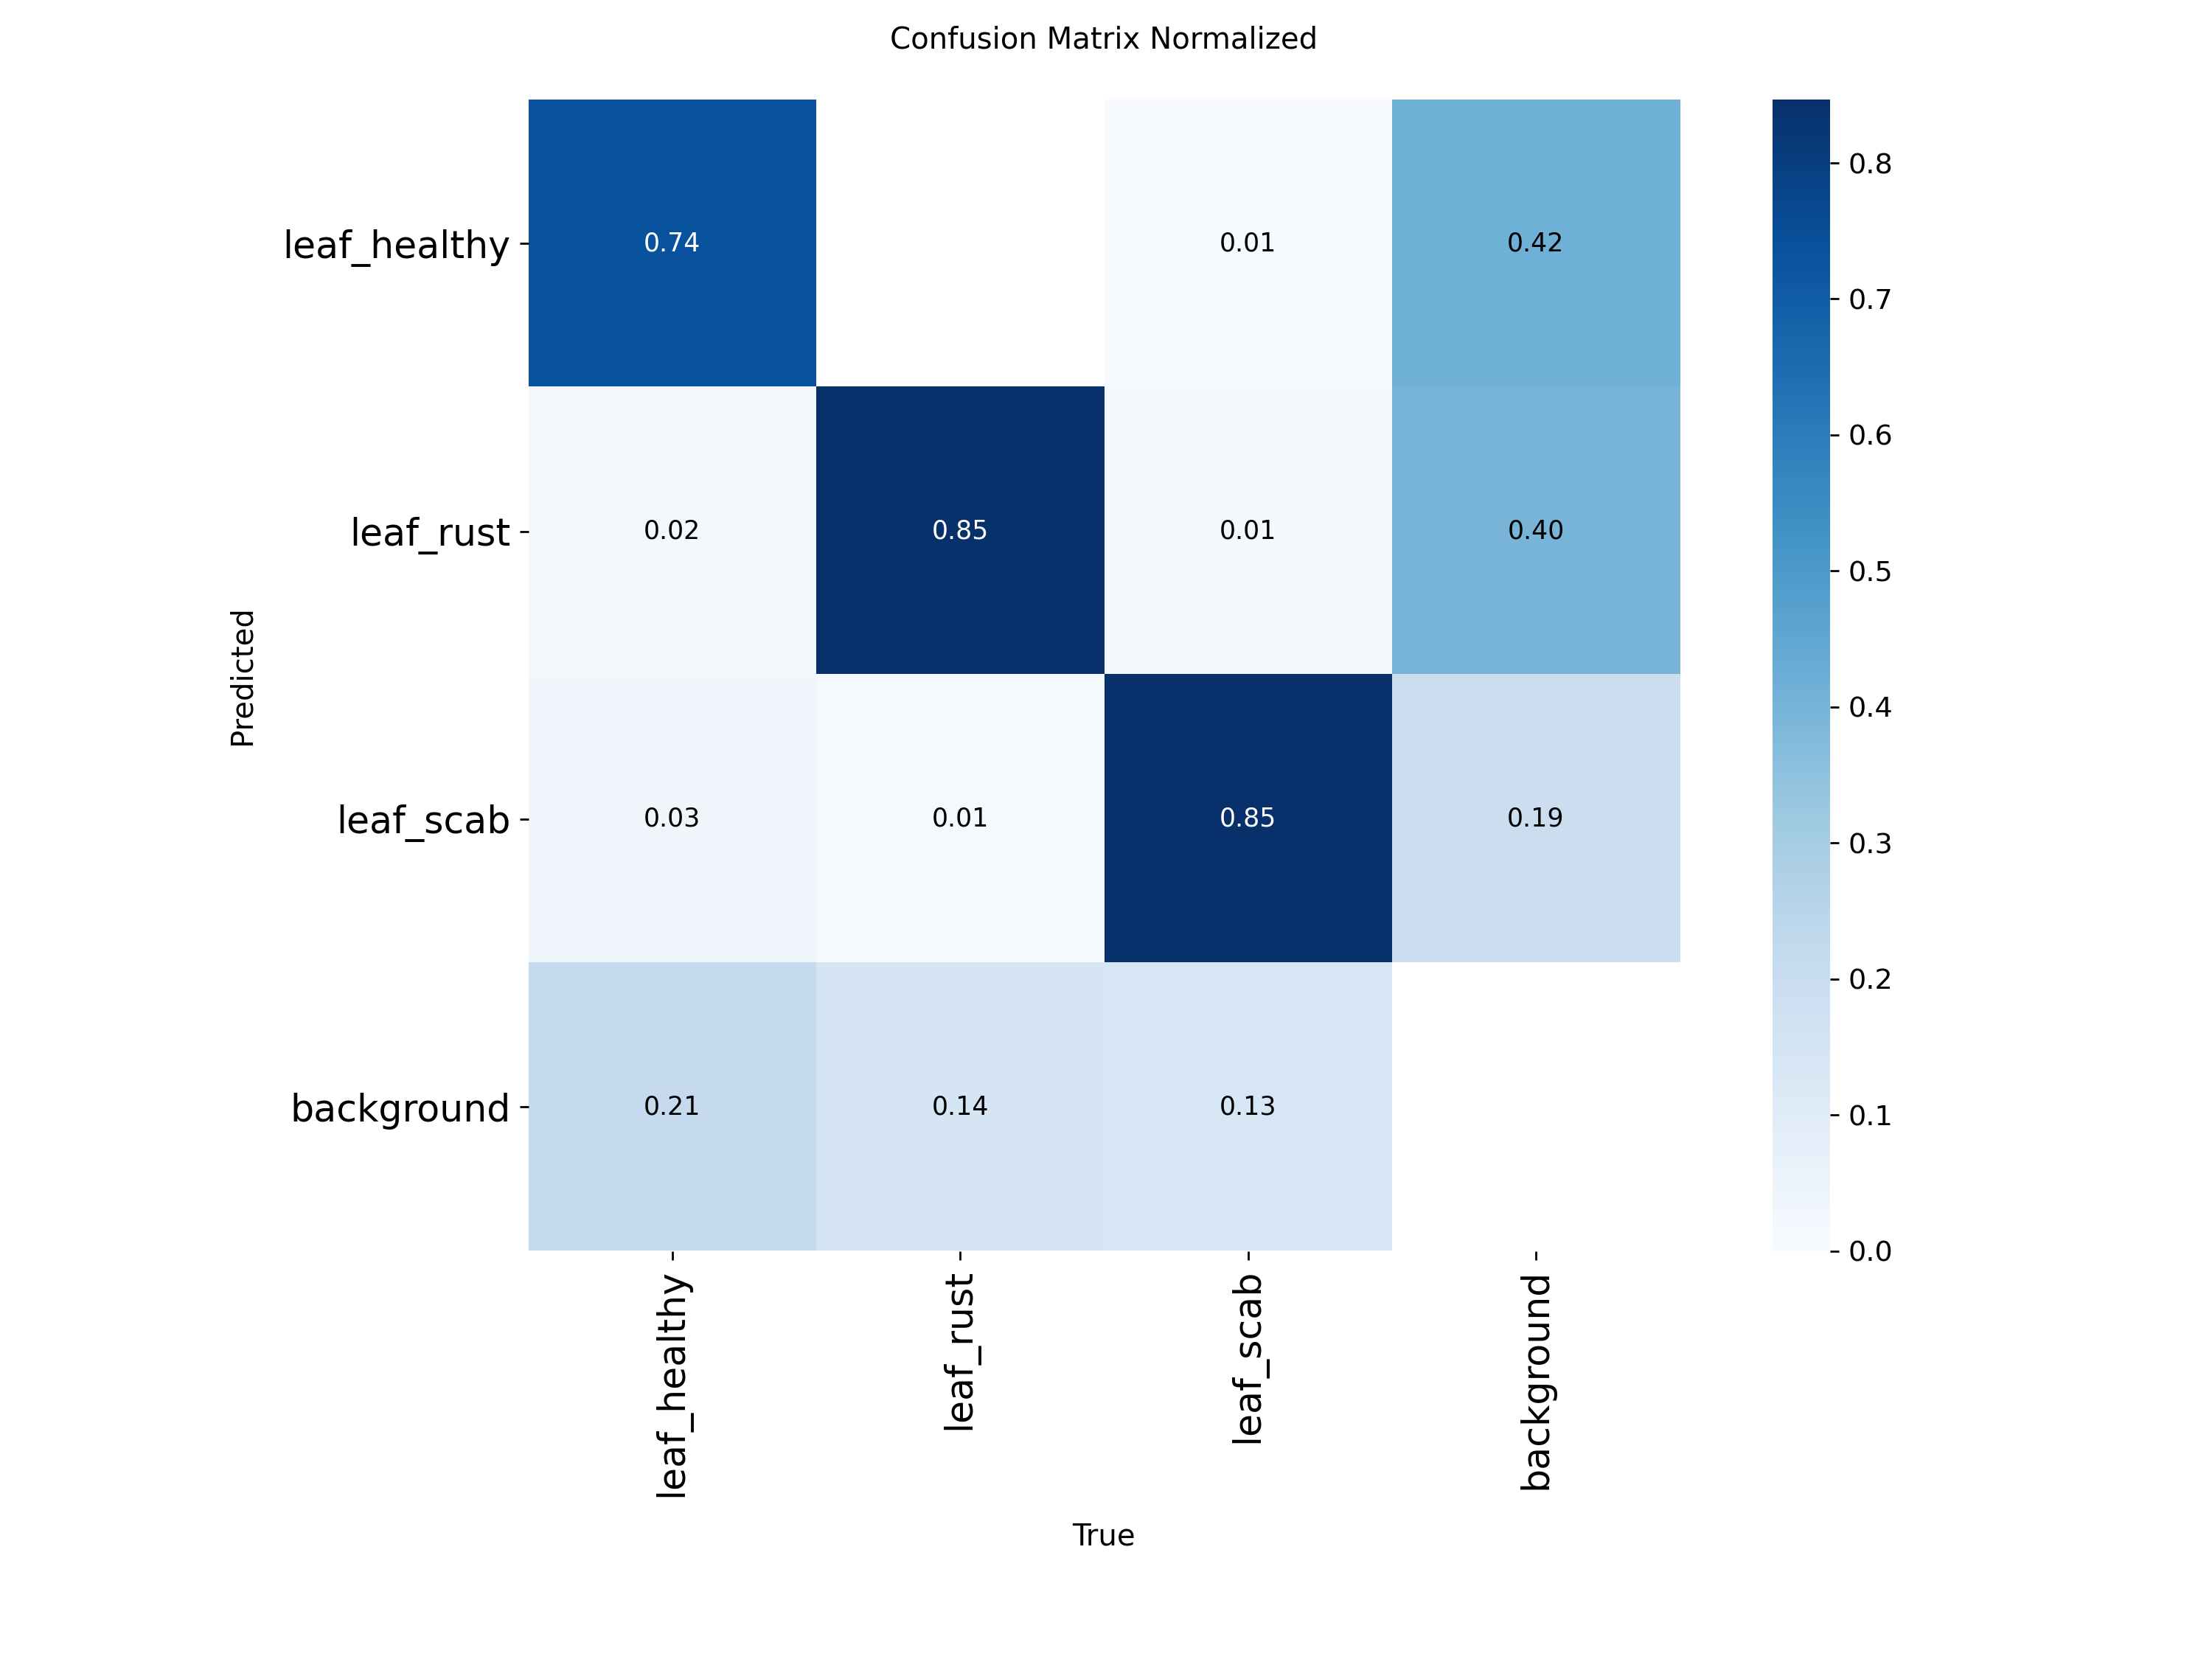 Confusion Matrix Normalized
leaf_healthy
0.74
0.01
0.42
leaf_rust
0.02
0.85
0.01
0.40
leaf_scab
0.03
0.01
0.85
0.19
background
0.21
0.14
0.13
Predicted
leaf_healthy
leaf_rust
leaf_scab
background
True
0.8
0.7
0.6
0.5
0.4
0.3
0.2
0.1
0.0